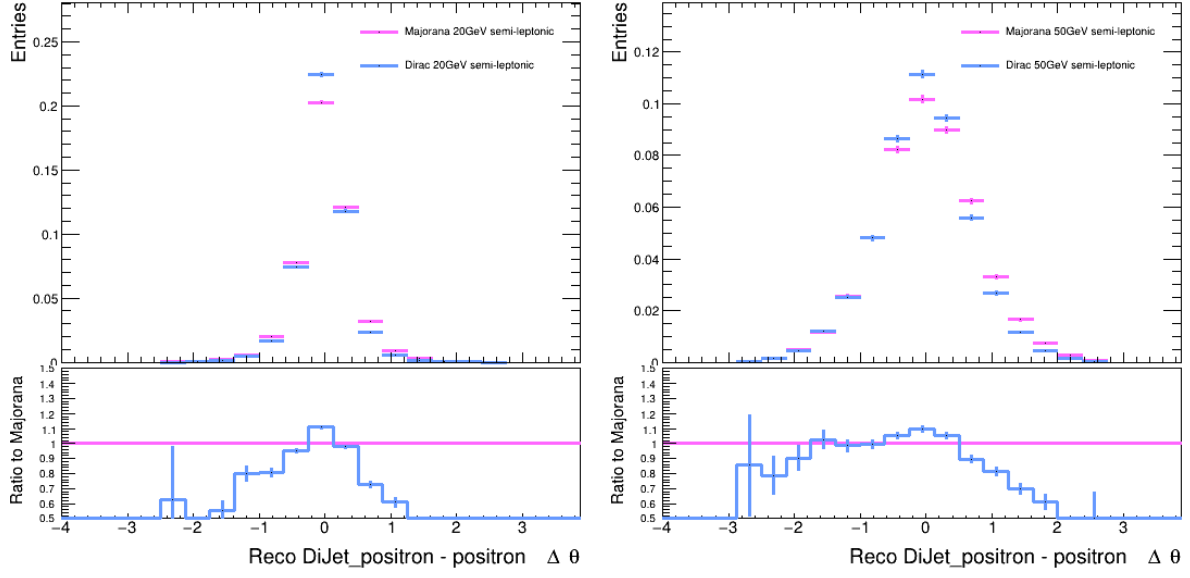 Entries
0.25
0.2
0.15
0.1
0.05
0
Majorana 20GeV semi-leptonic
Dirac 20GeV semi-leptonic
Ratio to Majorana
1.5
1.4
1.3
1.2
1.1
1
0.9
0.8
0.7
0.6
0.5
−4 −3 −2 −1 0 1 2 3
Reco DiJet_positron - positron Δ θ
Entries
0.12
0.1
0.08
0.06
0.04
0.02
0
Majorana 50GeV semi-leptonic
Dirac 50GeV semi-leptonic
Ratio to Majorana
1.5
1.4
1.3
1.2
1.1
1
0.9
0.8
0.7
0.6
0.5
−4 −3 −2 −1 0 1 2 3
Reco DiJet_positron - positron Δ θ